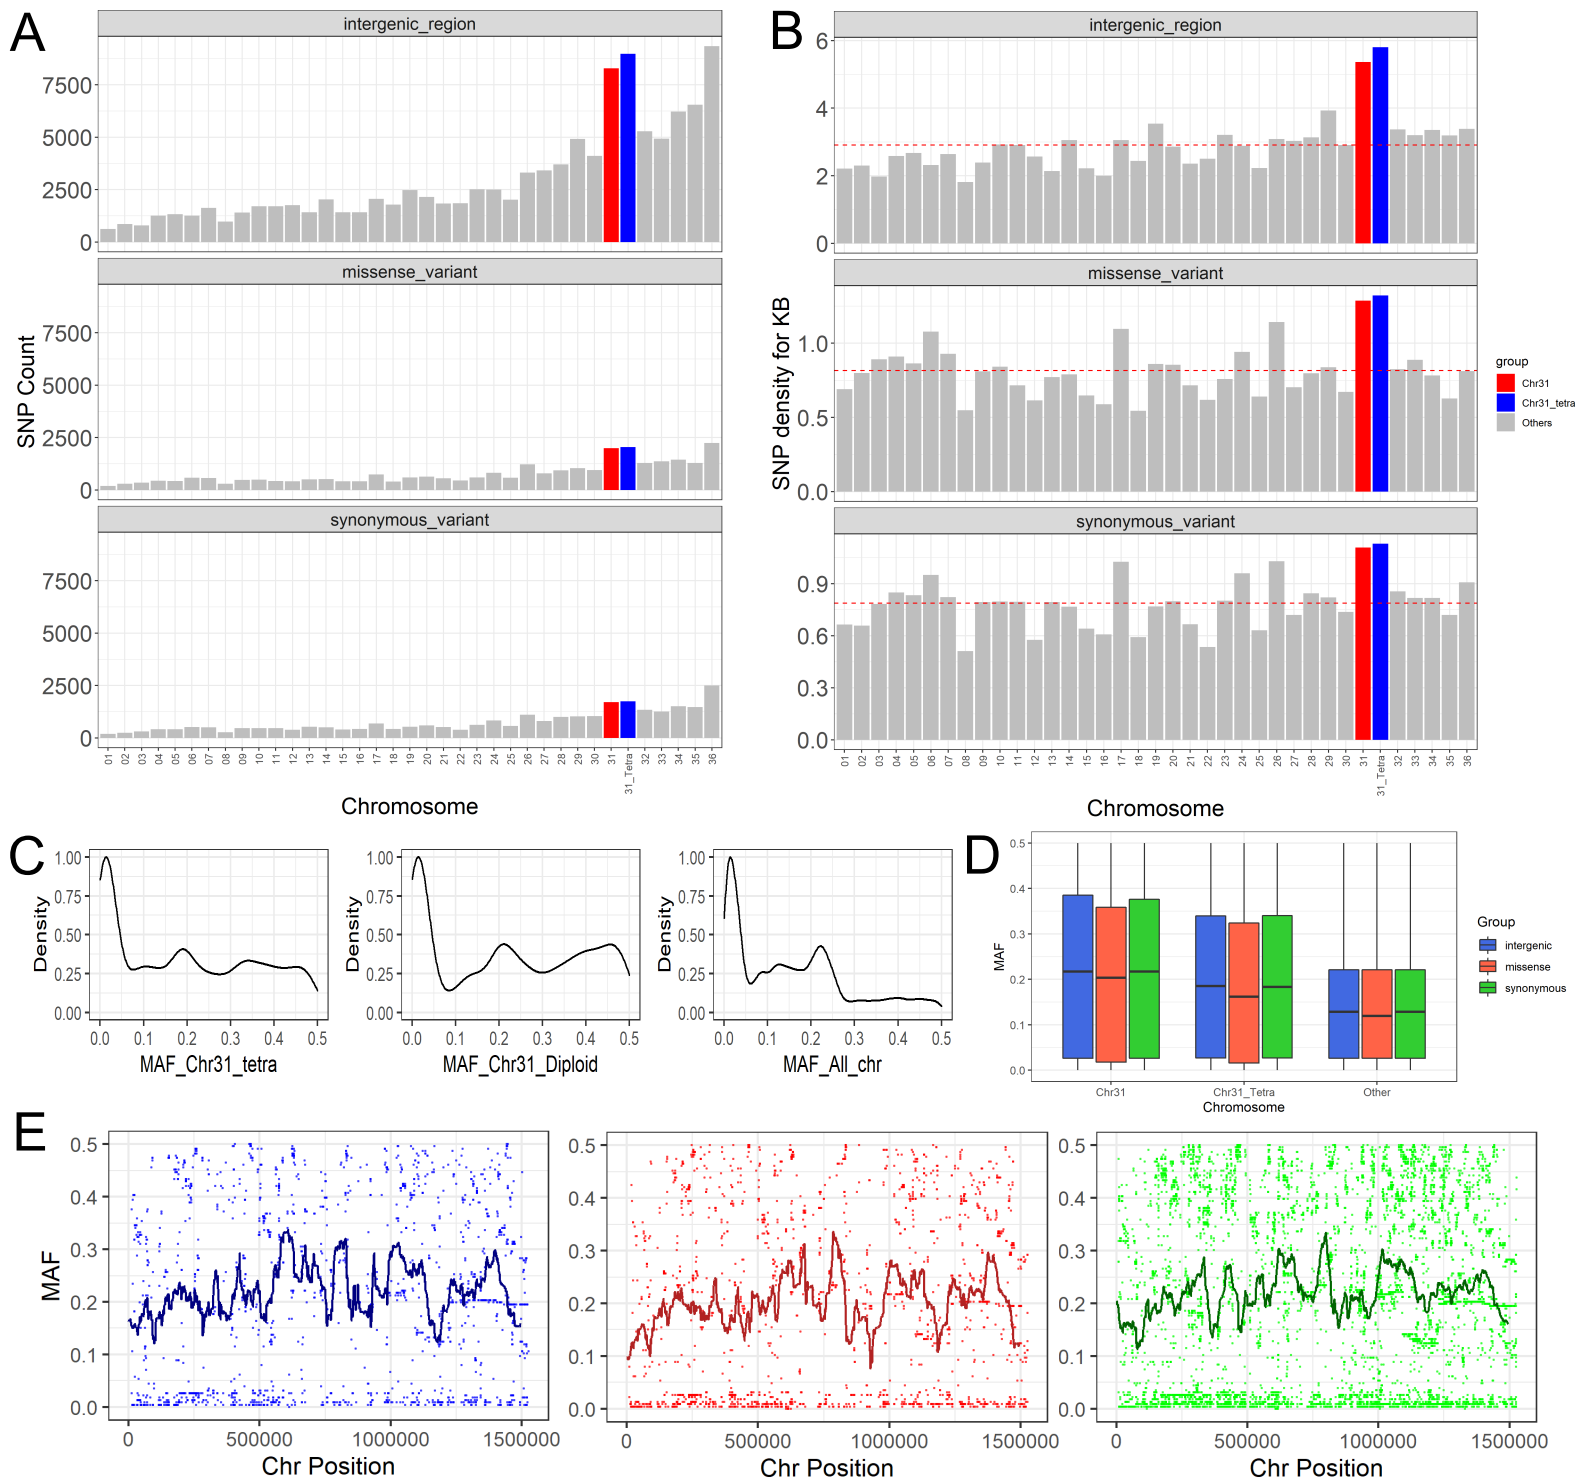 A
intergenic_region
7500
5000
2500
0
missense_variant
7500
5000
2500
0
synonymous_variant
7500
5000
2500
0
SNP Count
01 02 03 04 05 06 07 08 09 10 11 12 13 14 15 16 17 18 19 20 21 22 23 24 25 26 27 28 29 30 31 31_Tetra 32 33 34 35 36
Chromosome
B
intergenic_region
6
4
2
0
missense_variant
1.0
0.5
0.0
synonymous_variant
0.9
0.6
0.3
0.0
SNP density for KB
01 02 03 04 05 06 07 08 09 10 11 12 13 14 15 16 17 18 19 20 21 22 23 24 25 26 27 28 29 30 31 31_Tetra 32 33 34 35 36
Chromosome
group
Chr31
Chr31_tetra
Others
C
1.00
0.75
0.50
0.25
0.00
Density
0.0 0.1 0.2 0.3 0.4 0.5
MAF_Chr31_tetra
1.00
0.75
0.50
0.25
0.00
Density
0.0 0.1 0.2 0.3 0.4 0.5
MAF_Chr31_Diploid
1.00
0.75
0.50
0.25
0.00
Density
0.0 0.1 0.2 0.3 0.4 0.5
MAF_All_chr
D
0.5
0.4
0.3
0.2
0.1
0.0
MAF
Chr31 Chr31_Tetra Other
Chromosome
Group
intergenic
missense
synonymous
E
0.5
0.4
0.3
0.2
0.1
0.0
MAF
0 500000 1000000 1500000
Chr Position
0.5
0.4
0.3
0.2
0.1
0.0
0 500000 1000000 1500000
Chr Position
0.5
0.4
0.3
0.2
0.1
0.0
0 500000 1000000 1500000
Chr Position